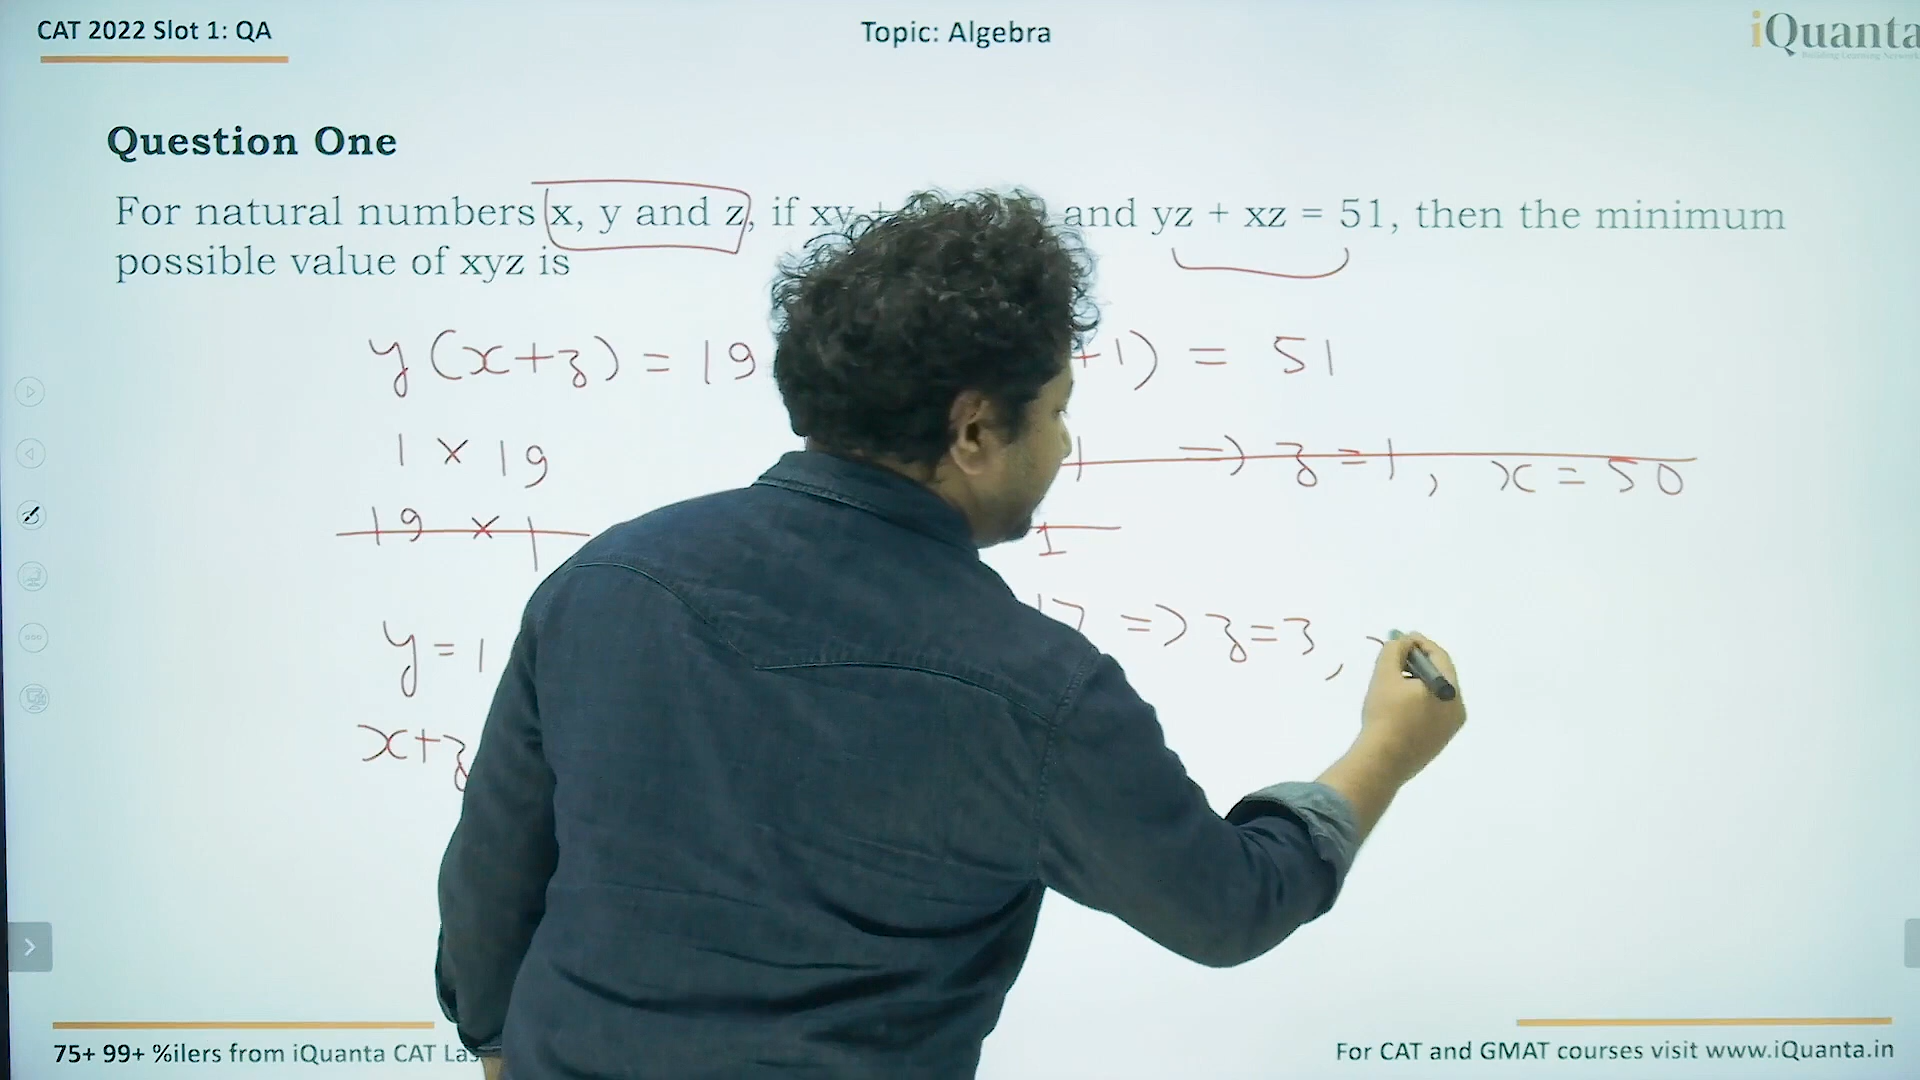 CAT 2022 Slot 1: QA
Topic: Algebra
iQuanta
Question One
For natural numbers x, y and z, if xy + and yz + xz = 51, then the minimum
possible value of xyz is
y (x+z) = 19 +1) = 51
1 × 19 1 => z = 1, x = 50
19 × 1 1
y = 1 17 => z = 3,
x+z
75+ 99+ %ilers from iQuanta CAT
For CAT and GMAT courses visit www.iQuanta.in